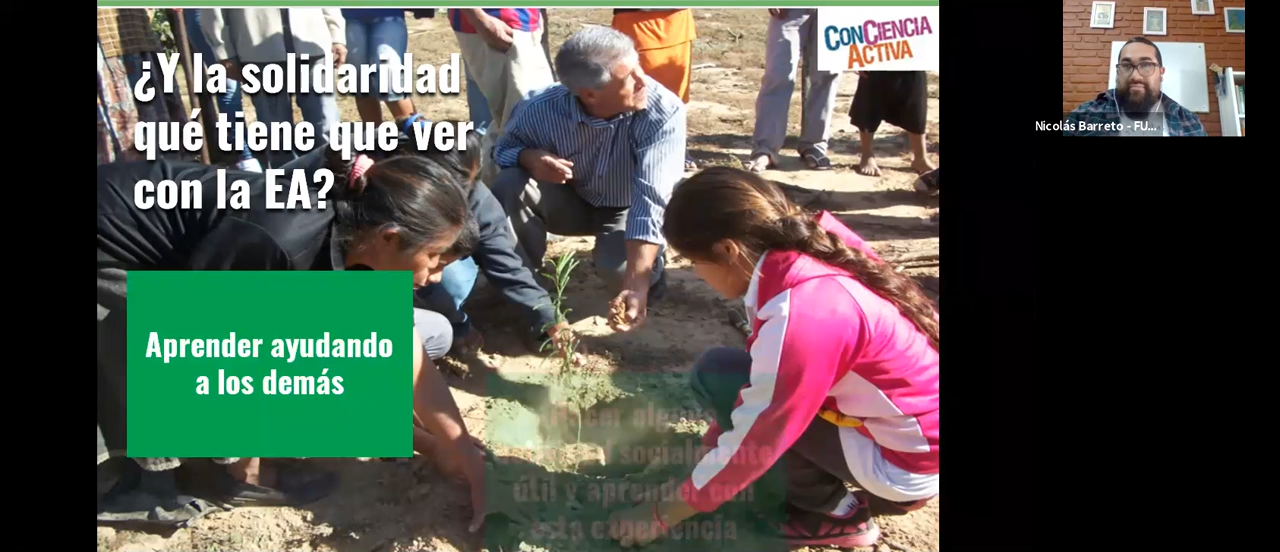 ¿Y la solidaridad
qué tiene que ver
con la EA?
CONCIENCIA
ACTIVA
Nicolás Barreto - FU...
Aprender ayudando
a los demás
socialmente
útil y aprender con
esta experiencia